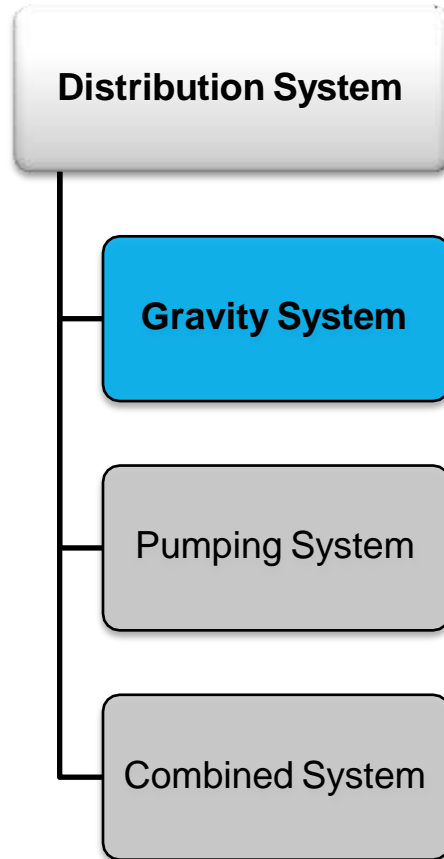 Distribution System
Gravity System
Pumping System
Combined System